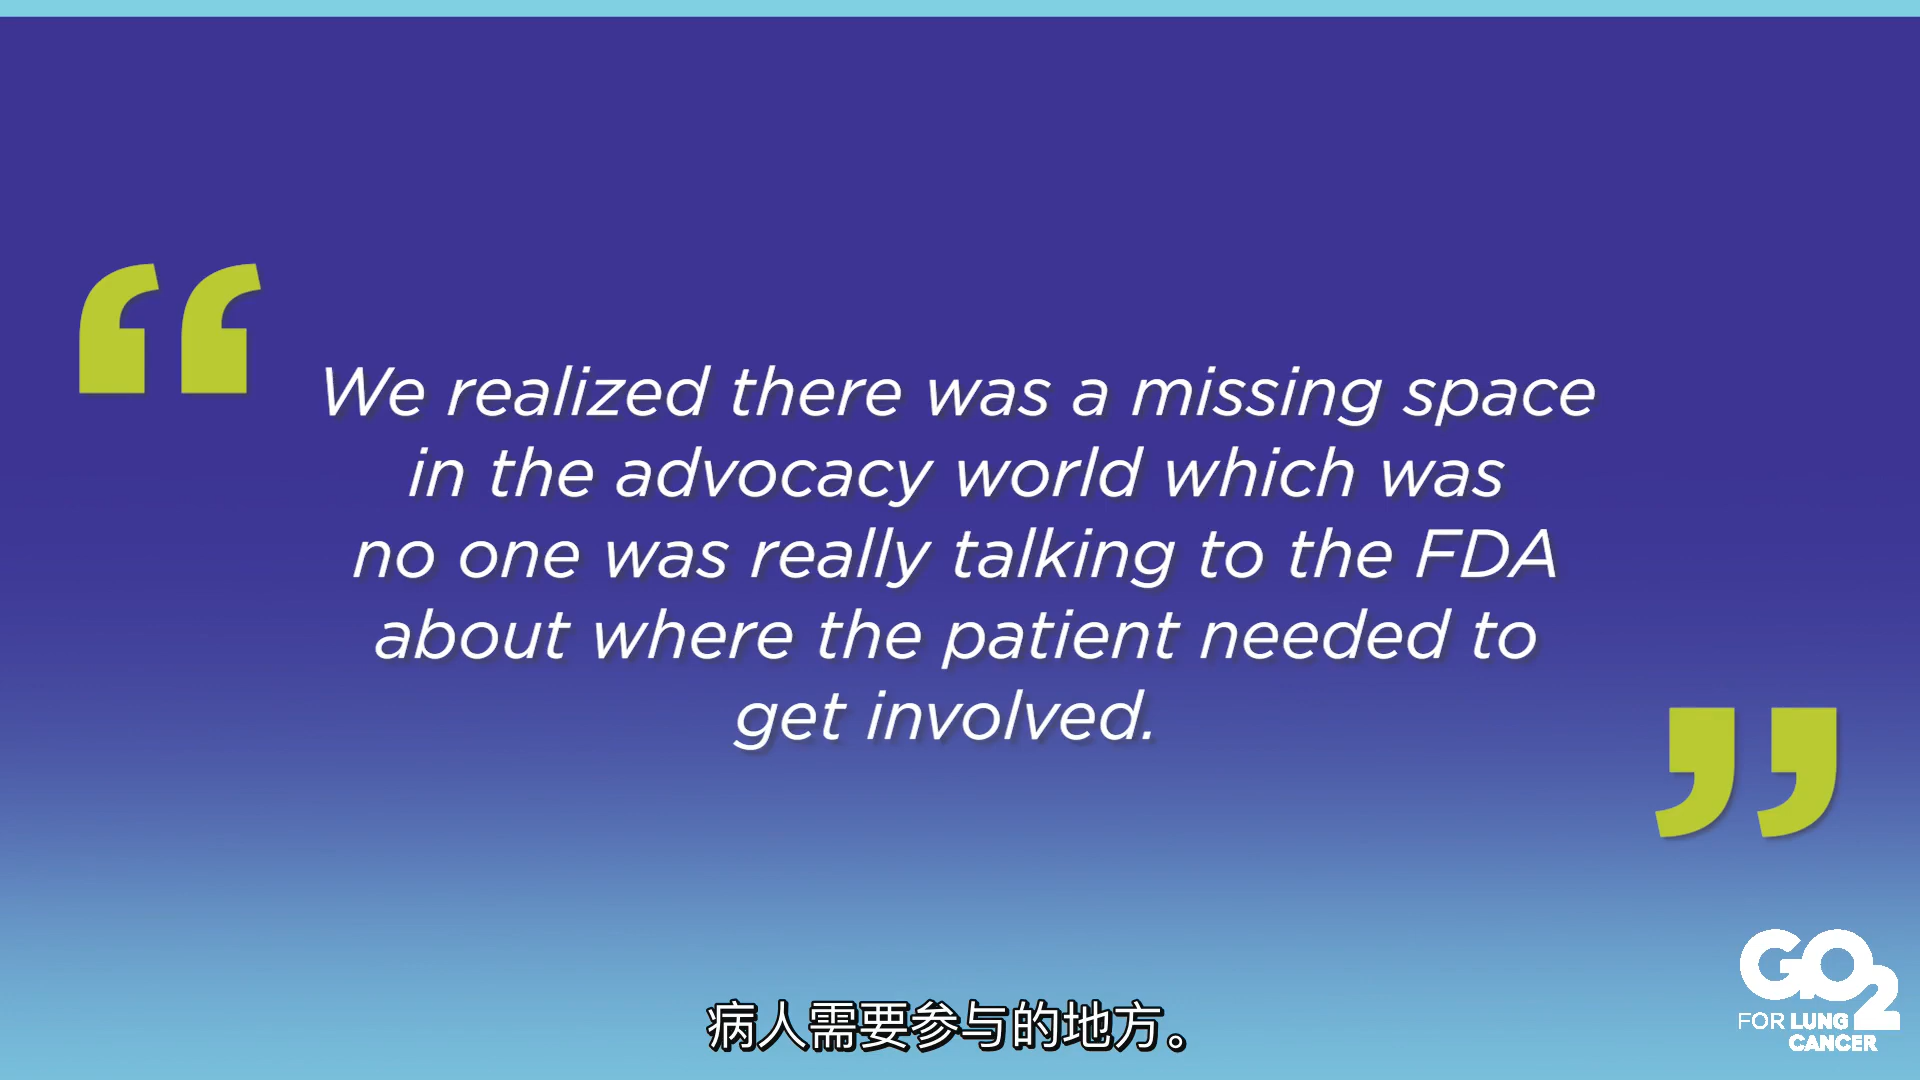 “
We realized there was a missing space
in the advocacy world which was
no one was really talking to the FDA
about where the patient needed to
get involved.
”
病人需要参与的地方。
GO2
FOR LUNG
CANCER